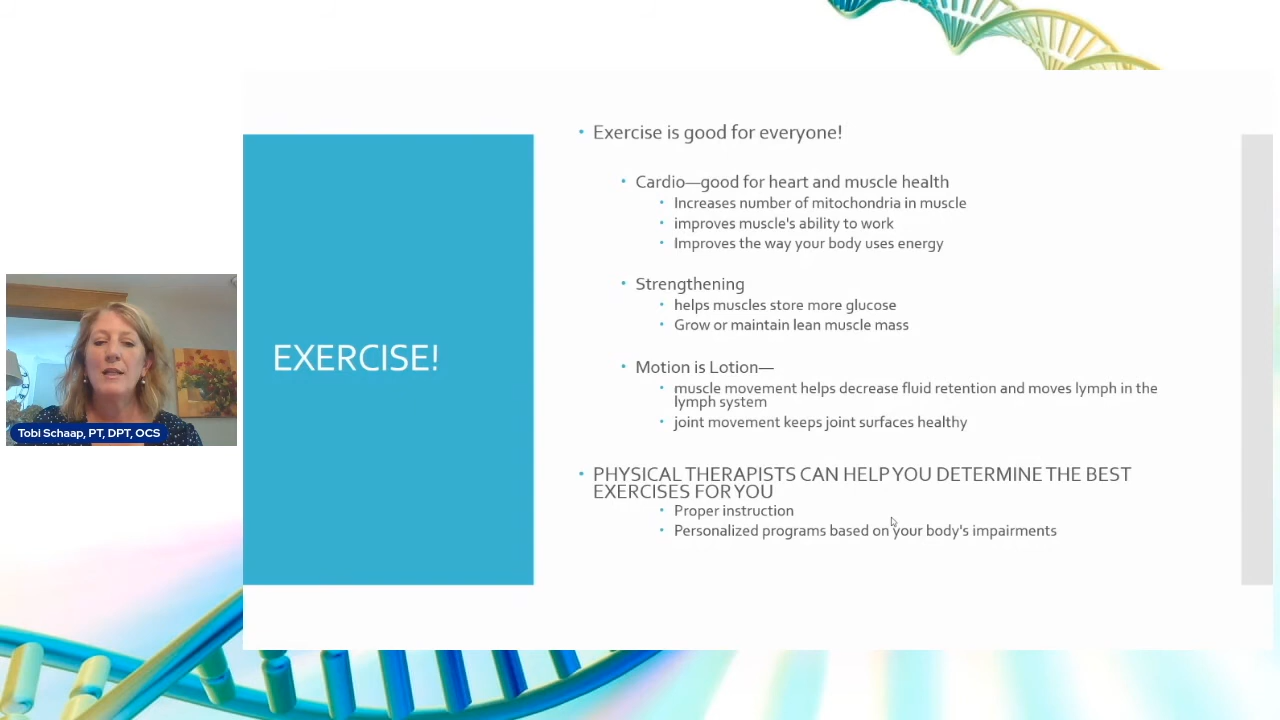 Exercise is good for everyone!
Cardio—good for heart and muscle health
Increases number of mitochondria in muscle
improves muscle's ability to work
Improves the way your body uses energy
Strengthening
helps muscles store more glucose
Grow or maintain lean muscle mass
EXERCISE!
Motion is Lotion—
muscle movement helps decrease fluid retention and moves lymph in the
lymph system
joint movement keeps joint surfaces healthy
Tobi Schaap, PT, DPT, OCS
PHYSICAL THERAPISTS CAN HELP YOU DETERMINE THE BEST
EXERCISES FOR YOU
Proper instruction
Personalized programs based on your body's impairments